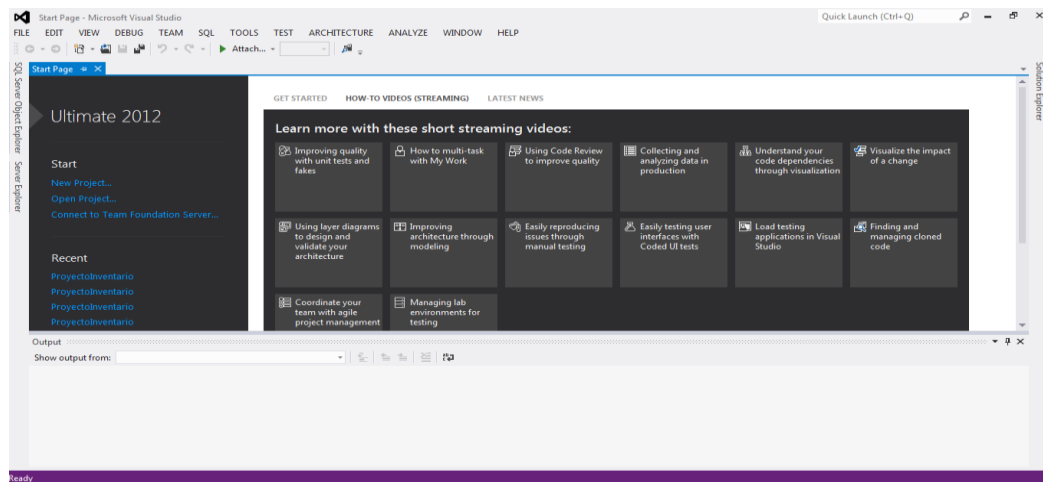 Start Page - Microsoft Visual Studio
Quick Launch (Ctrl+Q)
FILE EDIT VIEW DEBUG TEAM SQL TOOLS TEST ARCHITECTURE ANALYZE WINDOW HELP
Attach...
SQL Server Object Explorer
Server Explorer
Solution Explorer
Start Page
Ultimate 2012
Start
New Project...
Open Project...
Connect to Team Foundation Server...
Recent
ProyectoInventario
ProyectoInventario
ProyectoInventario
ProyectoInventario
GET STARTED HOW-TO VIDEOS (STREAMING) LATEST NEWS
Learn more with these short streaming videos:
Improving quality
with unit tests and
fakes
How to multi-task
with My Work
Using Code Review
to improve quality
Collecting and
analyzing data in
production
Understand your
code dependencies
through visualization
Visualize the impact
of a change
Using layer diagrams
to design and
validate your
architecture
Improving
architecture through
modeling
Easily reproducing
issues through
manual testing
Easily testing user
interfaces with
Coded UI tests
Load testing
applications in Visual
Studio
Finding and
managing cloned
code
Coordinate your
team with agile
project management
Managing lab
environments for
testing
Output
Show output from:
Ready